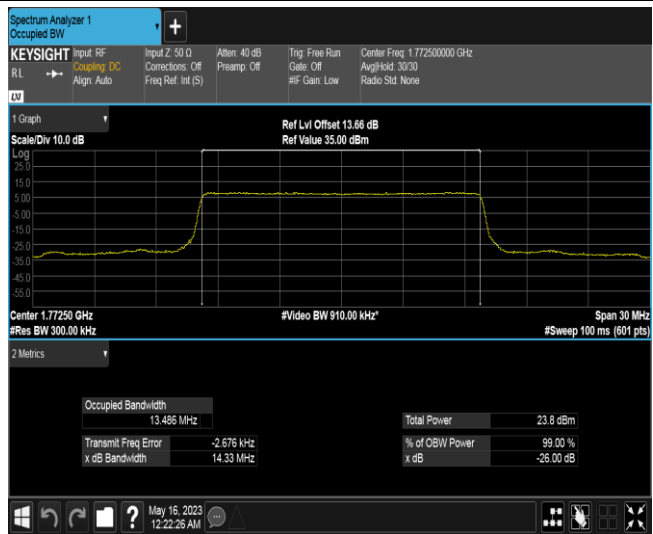 Spectrum Analyzer 1
Occupied BW
+
KEYSIGHT
RL
Input: RF
Coupling: DC
Align: Auto
Input Z: 50 Ω
Corrections: Off
Freq Ref: Int (S)
Atten: 40 dB
Preamp: Off
Trig: Free Run
Gate: Off
#IF Gain: Low
Center Freq: 1.772500000 GHz
Avg|Hold: 30/30
Radio Std: None
LXI
1 Graph
Scale/Div 10.0 dB
Ref Lvl Offset 13.66 dB
Ref Value 35.00 dBm
Log
25.0
15.0
5.00
-5.00
-15.0
-25.0
-35.0
-45.0
-55.0
Center 1.77250 GHz
#Video BW 910.00 kHz*
Span 30 MHz
#Res BW 300.00 kHz
#Sweep 100 ms (601 pts)
2 Metrics
Occupied Bandwidth
13.486 MHz
Total Power 23.8 dBm
Transmit Freq Error -2.676 kHz
% of OBW Power 99.00 %
x dB Bandwidth 14.33 MHz
x dB -26.00 dB
?
May 16, 2023
12:22:26 AM